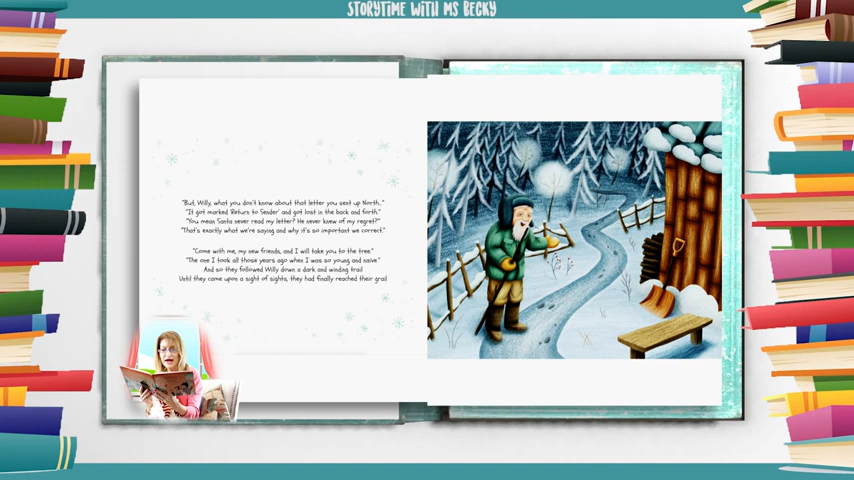 STORYTIME WITH MS BECKY
"But, Willy, what you don't know about that letter you sent up North..."
"It got marked 'Return to Sender' and got lost in the back and forth."
"You mean Santa never read my letter? He never knew of my regret?"
"That's exactly what we're saying and why it's so important we correct."
"Come with me, my new friends, and I will take you to the tree."
"The one I took all those years ago when I was so young and naive."
And so they followed Willy down a dark and winding trail
Until they came upon a sight of sights, they had finally reached their grail